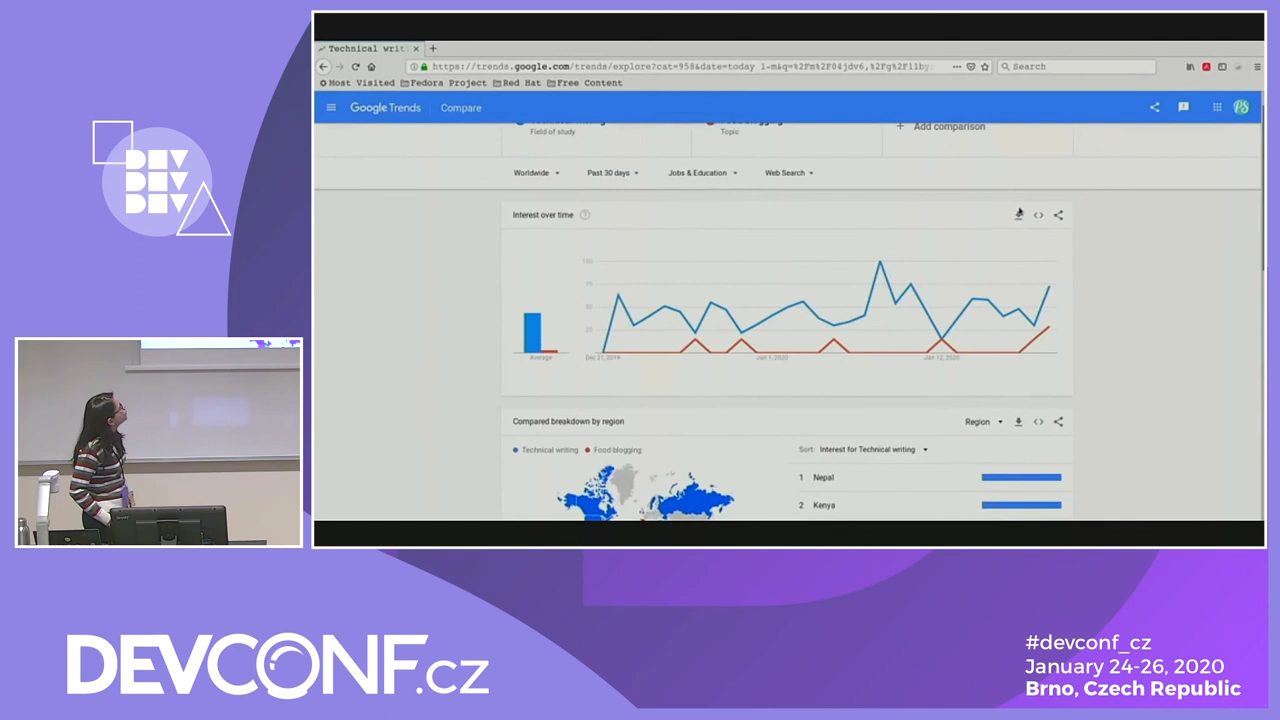 Technical writ
https://trends.google.com/trends/explore?cat=958&date=today 1-m&q=%2Fm%2F04jdv6,%2Fg%2F11by
Search
Most Visited Fedora Project Red Hat Free Content
Google Trends Compare
Field of study
Topic
+ Add comparison
Worldwide Past 30 days Jobs & Education Web Search
Interest over time
100
75
50
25
Average
Dec 21, 2019 Jan 1, 2020 Jan 12, 2020
Compared breakdown by region
Region
Technical writing Food blogging
Sort: Interest for Technical writing
1 Nepal
2 Kenya
DEV
DEV
DEV
DEVCONF.cz
#devconf_cz
January 24-26, 2020
Brno, Czech Republic